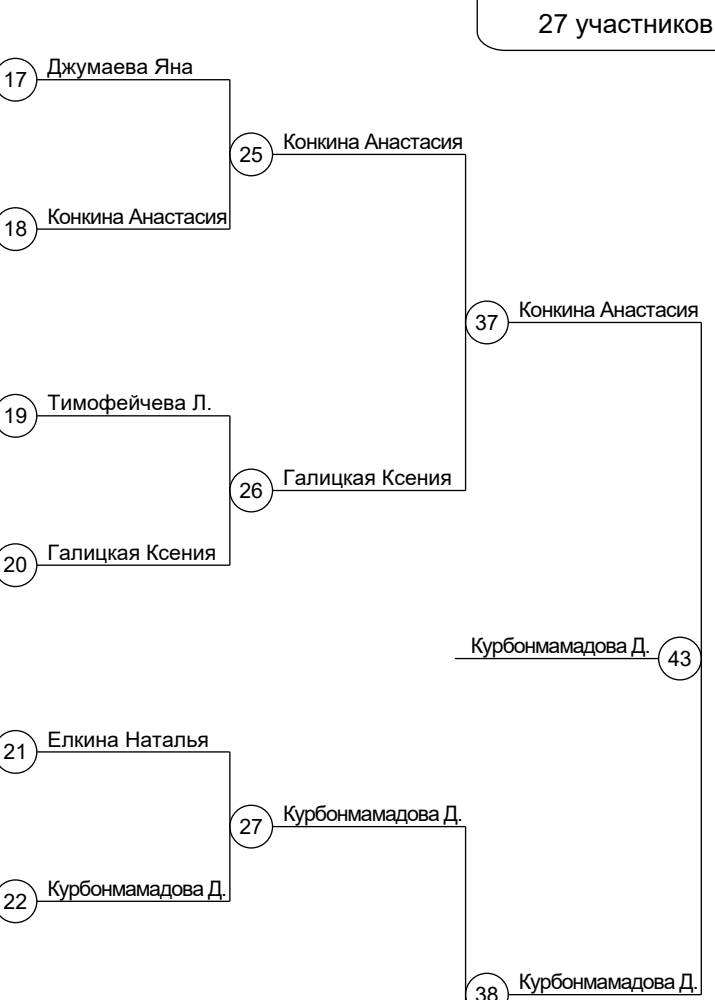 27 участников
17 Джумаева Яна
25 Конкина Анастасия
18 Конкина Анастасия
37 Конкина Анастасия
19 Тимофейчева Л.
26 Галицкая Ксения
20 Галицкая Ксения
Курбонмамадова Д. 43
21 Елкина Наталья
27 Курбонмамадова Д.
22 Курбонмамадова Д.
38 Курбонмамадова Д.